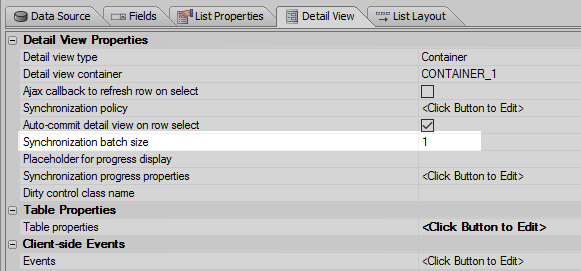 Data Source Fields List Properties Detail View List Layout
Detail View Properties
Detail view type Container
Detail view container CONTAINER_1
Ajax callback to refresh row on select
Synchronization policy <Click Button to Edit>
Auto-commit detail view on row select
Synchronization batch size 1
Placeholder for progress display
Synchronization progress properties <Click Button to Edit>
Dirty control class name
Table Properties
Table properties <Click Button to Edit>
Client-side Events
Events <Click Button to Edit>